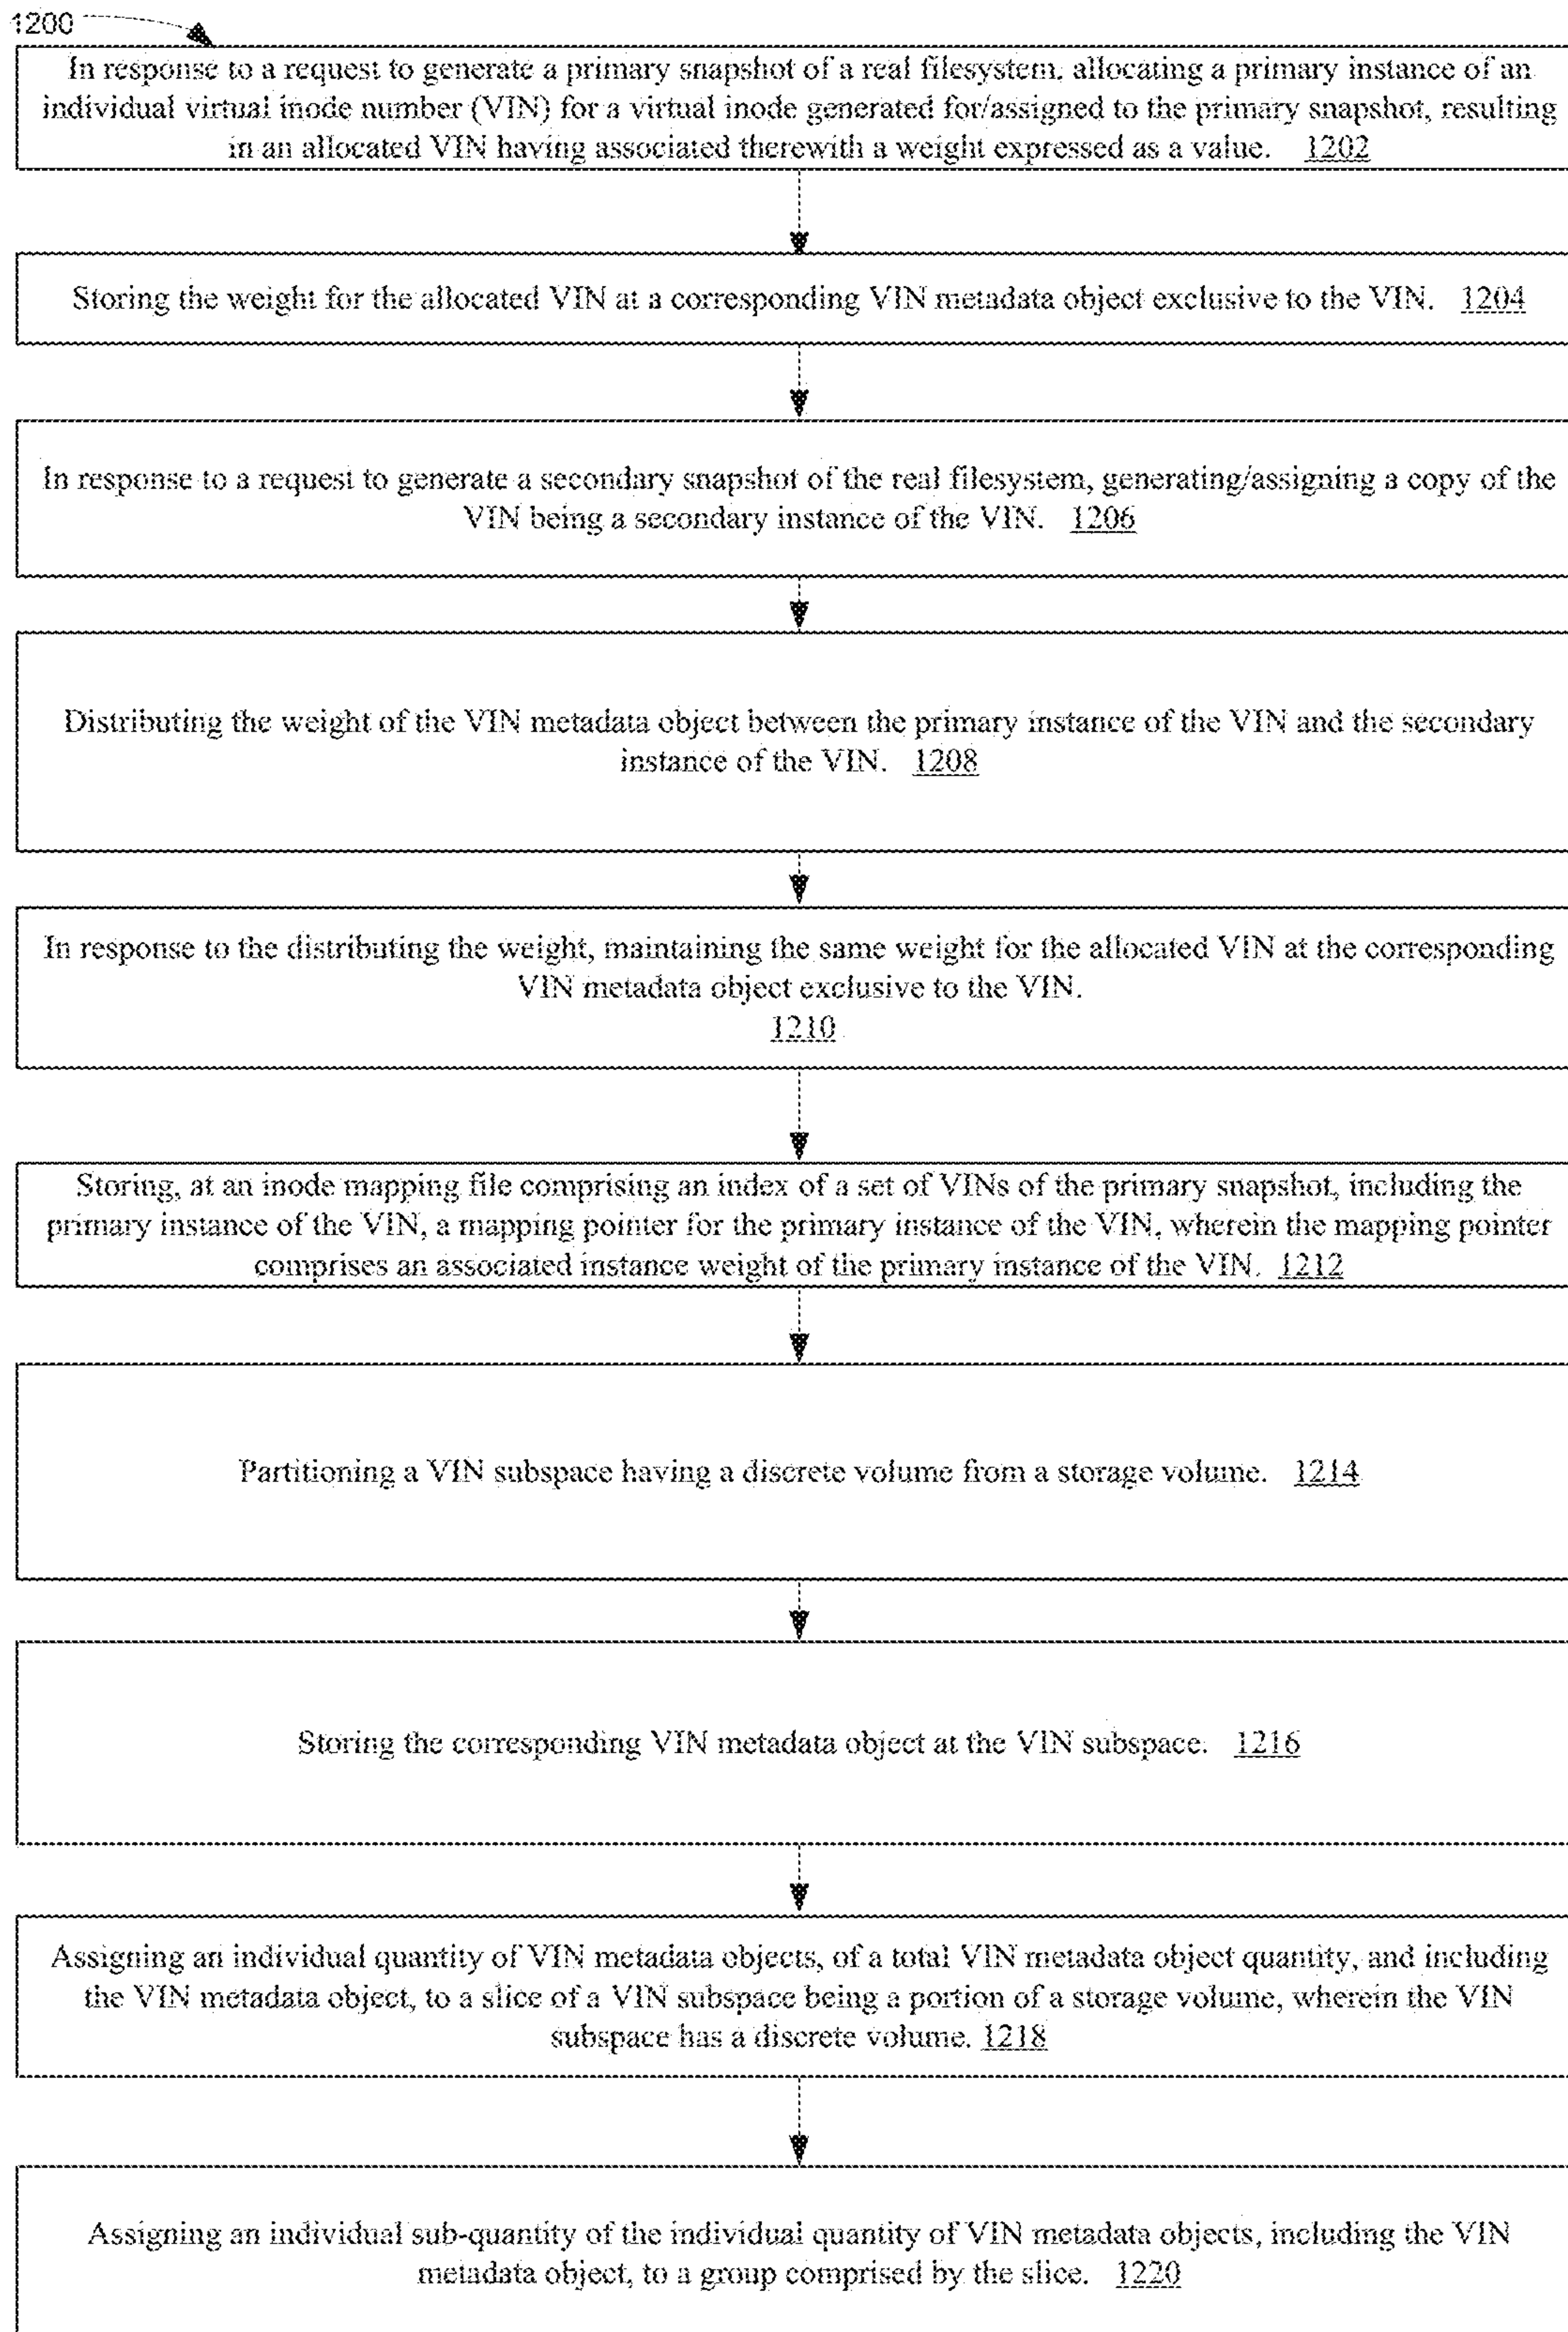 1200
In response to a request to generate a primary snapshot of a real filesystem, allocating a primary instance of an
individual virtual inode number (VIN) for a virtual inode generated for/assigned to the primary snapshot, resulting
in an allocated VIN having associated therewith a weight expressed as a value. 1202
Storing the weight for the allocated VIN at a corresponding VIN metadata object exclusive to the VIN. 1204
In response to a request to generate a secondary snapshot of the real filesystem, generating/assigning a copy of the
VIN being a secondary instance of the VIN. 1206
Distributing the weight of the VIN metadata object between the primary instance of the VIN and the secondary
instance of the VIN. 1208
In response to the distributing the weight, maintaining the same weight for the allocated VIN at the corresponding
VIN metadata object exclusive to the VIN.
1210
Storing, at an inode mapping file comprising an index of a set of VINs of the primary snapshot, including the
primary instance of the VIN, a mapping pointer for the primary instance of the VIN, wherein the mapping pointer
comprises an associated instance weight of the primary instance of the VIN. 1212
Partitioning a VIN subspace having a discrete volume from a storage volume. 1214
Storing the corresponding VIN metadata object at the VIN subspace. 1216
Assigning an individual quantity of VIN metadata objects, of a total VIN metadata object quantity, and including
the VIN metadata object, to a slice of a VIN subspace being a portion of a storage volume, wherein the VIN
subspace has a discrete volume. 1218
Assigning an individual sub-quantity of the individual quantity of VIN metadata objects, including the VIN
metadata object, to a group comprised by the slice. 1220